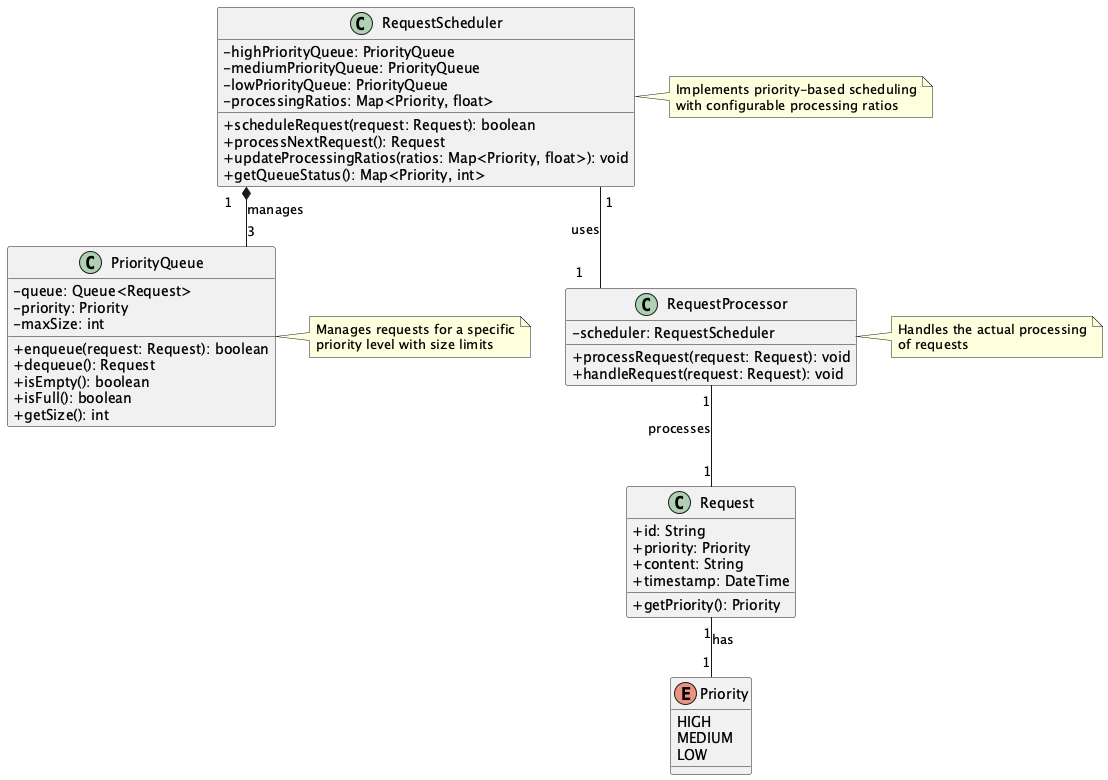 C RequestScheduler
-highPriorityQueue: PriorityQueue
-mediumPriorityQueue: PriorityQueue
-lowPriorityQueue: PriorityQueue
-processingRatios: Map<Priority, float>
+scheduleRequest(request: Request): boolean
+processNextRequest(): Request
+updateProcessingRatios(ratios: Map<Priority, float>): void
+getQueueStatus(): Map<Priority, int>
Implements priority-based scheduling
with configurable processing ratios
1
manages
3
1
uses
1
C PriorityQueue
-queue: Queue<Request>
-priority: Priority
-maxSize: int
+enqueue(request: Request): boolean
+dequeue(): Request
+isEmpty(): boolean
+isFull(): boolean
+getSize(): int
Manages requests for a specific
priority level with size limits
C RequestProcessor
-scheduler: RequestScheduler
+processRequest(request: Request): void
+handleRequest(request: Request): void
Handles the actual processing
of requests
1
processes
1
C Request
+id: String
+priority: Priority
+content: String
+timestamp: DateTime
+getPriority(): Priority
1
has
1
E Priority
HIGH
MEDIUM
LOW